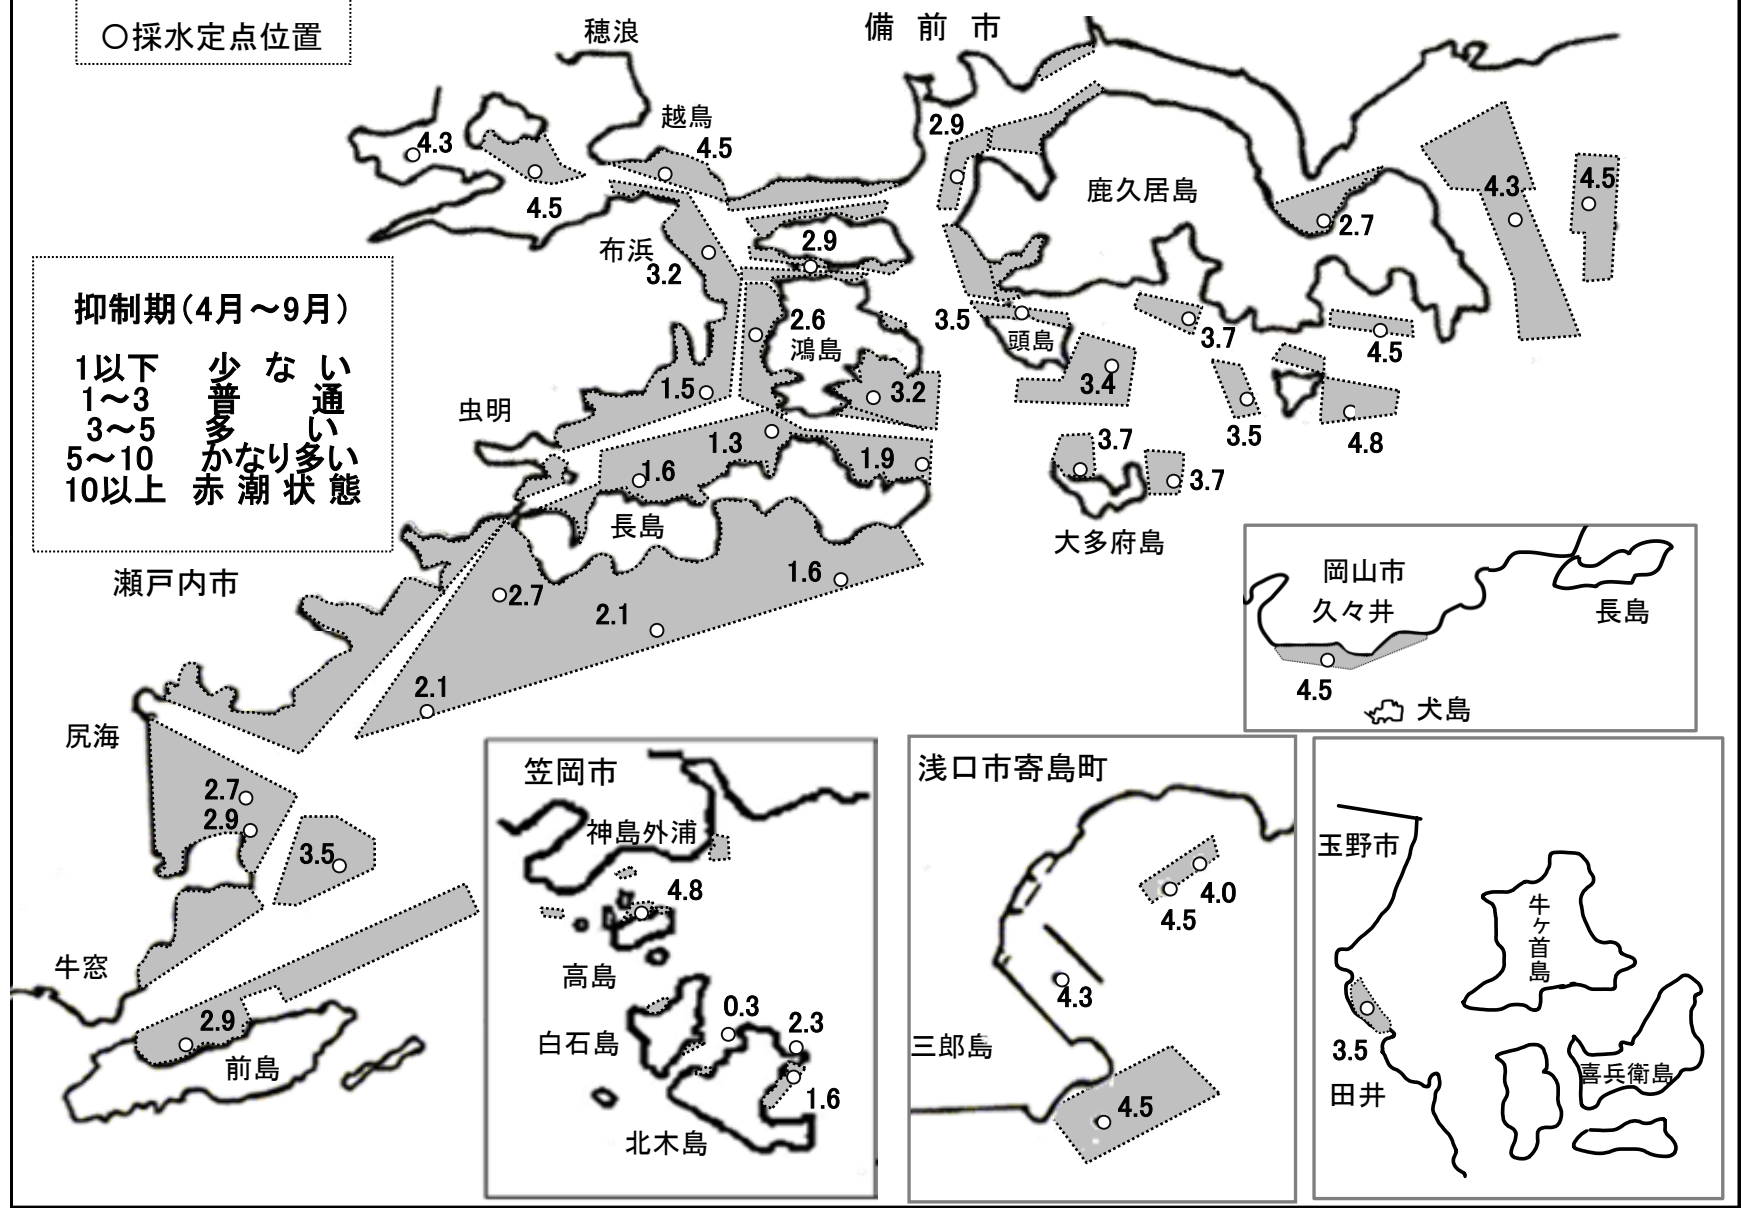 ○採水定点位置
穂浪
備前市
越鳥
4.3
4.5
2.9
4.5
鹿久居島
4.3
4.5
2.7
布浜
3.2
2.9
抑制期(4月～9月)
1以下 少ない
1～3 普通
3～5 多い
5～10 かなり多い
10以上 赤潮状態
2.6
鴻島
3.5
頭島
3.7
4.5
1.5
3.2
3.4
3.5
4.8
虫明
1.3
1.9
3.7
3.7
1.6
長島
大多府島
瀬戸内市
2.7
1.6
2.1
2.1
岡山市
久々井
長島
4.5
犬島
尻海
2.7
2.9
3.5
牛窓
2.9
前島
笠岡市
神島外浦
4.8
高島
白石島
0.3
2.3
1.6
北木島
浅口市寄島町
4.0
4.5
4.3
三郎島
4.5
玉野市
牛ヶ首島
3.5
田井
喜兵衛島